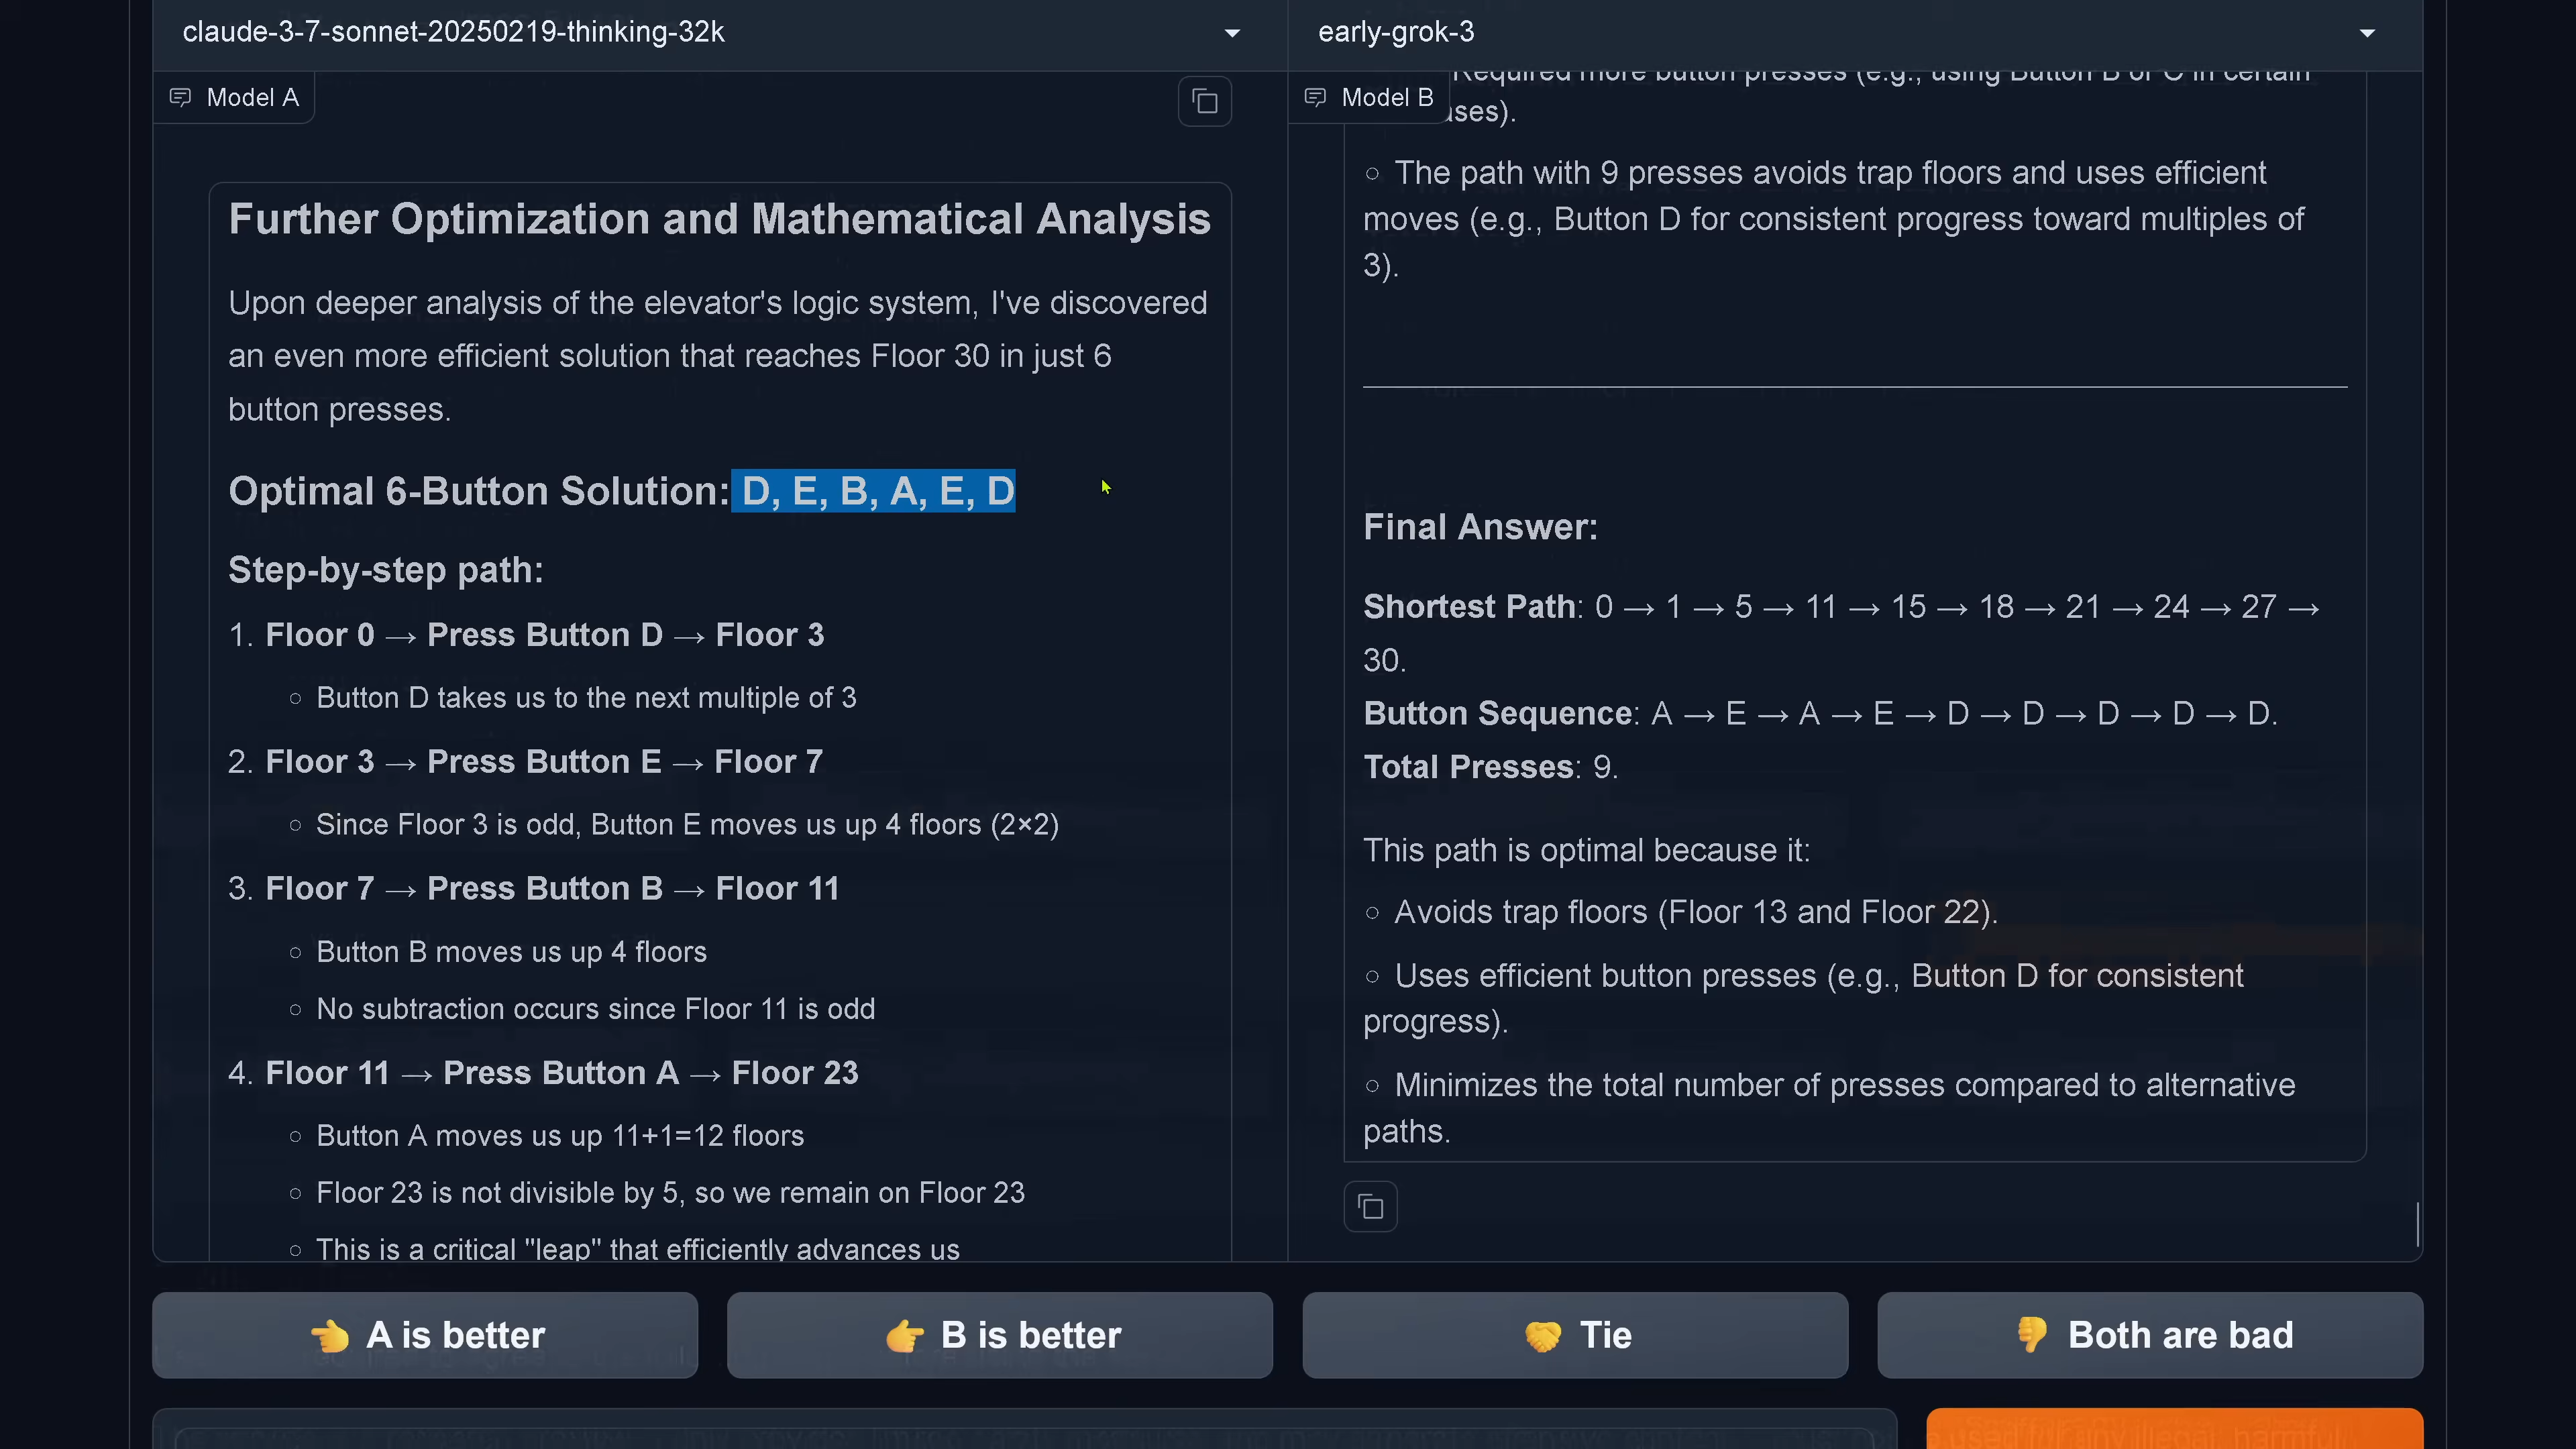 claude-3-7-sonnet-20250219-thinking-32k
Model A
Further Optimization and Mathematical Analysis
Upon deeper analysis of the elevator's logic system, I've discovered
an even more efficient solution that reaches Floor 30 in just 6
button presses.
Optimal 6-Button Solution: D, E, B, A, E, D
Step-by-step path:
1. Floor 0 → Press Button D → Floor 3
○ Button D takes us to the next multiple of 3
2. Floor 3 → Press Button E → Floor 7
○ Since Floor 3 is odd, Button E moves us up 4 floors (2×2)
3. Floor 7 → Press Button B → Floor 11
○ Button B moves us up 4 floors
○ No subtraction occurs since Floor 11 is odd
4. Floor 11 → Press Button A → Floor 23
○ Button A moves us up 11+1=12 floors
○ Floor 23 is not divisible by 5, so we remain on Floor 23
○ This is a critical "leap" that efficiently advances us
early-grok-3
Model B
Required more button presses (e.g., using Button B or C in certain
ases).
○ The path with 9 presses avoids trap floors and uses efficient
moves (e.g., Button D for consistent progress toward multiples of
3).
Final Answer:
Shortest Path: 0 → 1 → 5 → 11 → 15 → 18 → 21 → 24 → 27 →
30.
Button Sequence: A → E → A → E → D → D → D → D → D.
Total Presses: 9.
This path is optimal because it:
○ Avoids trap floors (Floor 13 and Floor 22).
○ Uses efficient button presses (e.g., Button D for consistent
progress).
○ Minimizes the total number of presses compared to alternative
paths.
👈 A is better
👉 B is better
🤝 Tie
👎 Both are bad